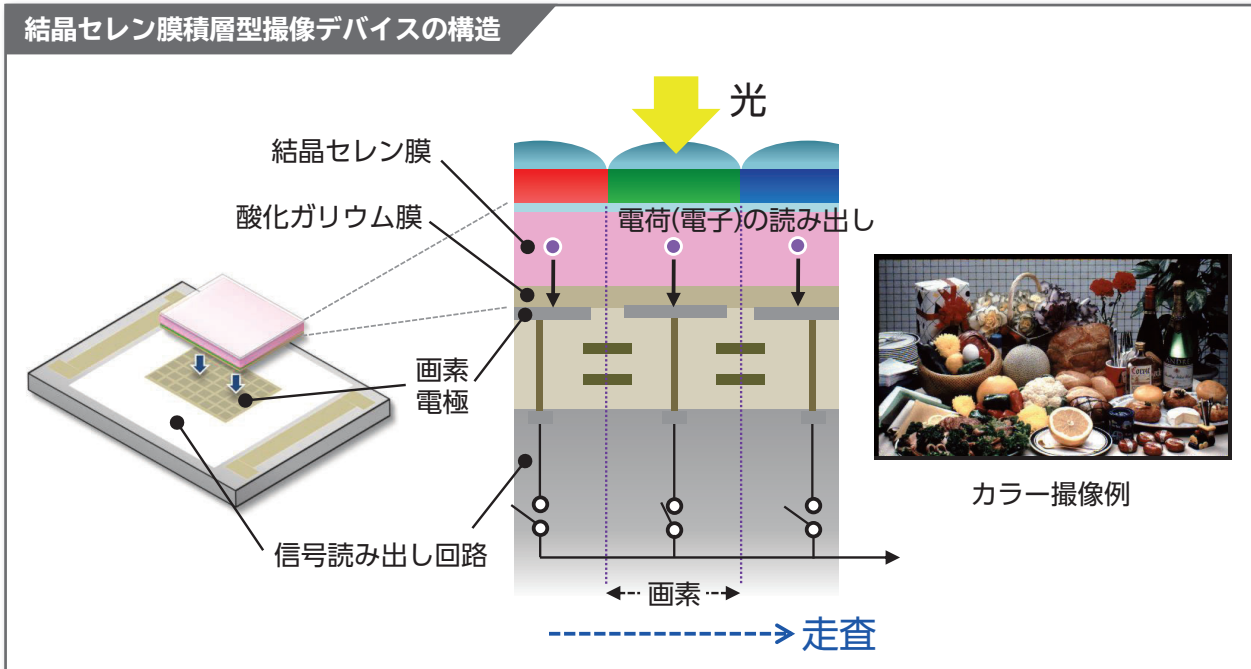 結晶セレン膜積層型撮像デバイスの構造
光
結晶セレン膜
酸化ガリウム膜
電荷(電子)の読み出し
画素
電極
信号読み出し回路
画素
走査
カラー撮像例